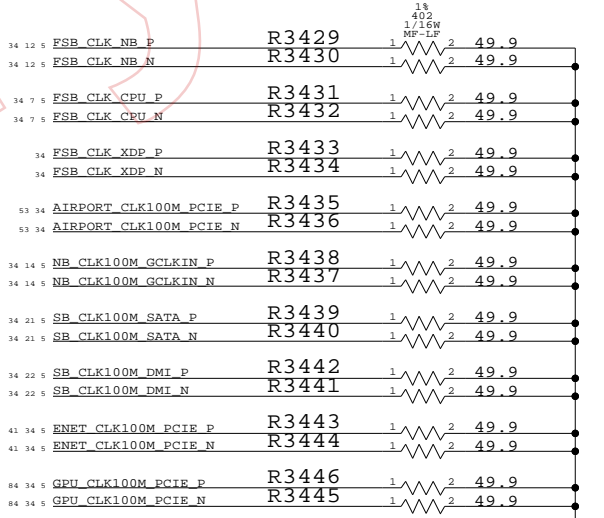 1%
402
1/16W
MF-LF
34 12 5 FSB_CLK_NB_P R3429 1 2 49.9
34 12 5 FSB_CLK_NB_N R3430 1 2 49.9
34 7 5 FSB_CLK_CPU_P R3431 1 2 49.9
34 7 5 FSB_CLK_CPU_N R3432 1 2 49.9
34 FSB_CLK_XDP_P R3433 1 2 49.9
34 FSB_CLK_XDP_N R3434 1 2 49.9
53 34 AIRPORT_CLK100M_PCIE_P R3435 1 2 49.9
53 34 AIRPORT_CLK100M_PCIE_N R3436 1 2 49.9
34 14 5 NB_CLK100M_GCLKIN_P R3438 1 2 49.9
34 14 5 NB_CLK100M_GCLKIN_N R3437 1 2 49.9
34 21 5 SB_CLK100M_SATA_P R3439 1 2 49.9
34 21 5 SB_CLK100M_SATA_N R3440 1 2 49.9
34 22 5 SB_CLK100M_DMI_P R3442 1 2 49.9
34 22 5 SB_CLK100M_DMI_N R3441 1 2 49.9
41 34 5 ENET_CLK100M_PCIE_P R3443 1 2 49.9
41 34 5 ENET_CLK100M_PCIE_N R3444 1 2 49.9
84 34 5 GPU_CLK100M_PCIE_P R3446 1 2 49.9
84 34 5 GPU_CLK100M_PCIE_N R3445 1 2 49.9